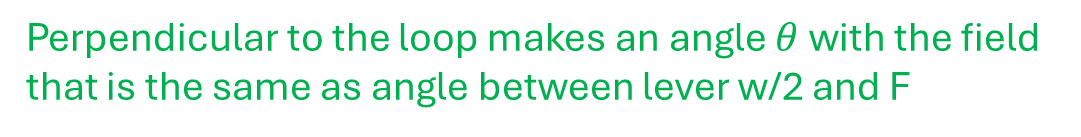 Perpendicular to the loop makes an angle θ with the field
that is the same as angle between lever w/2 and F